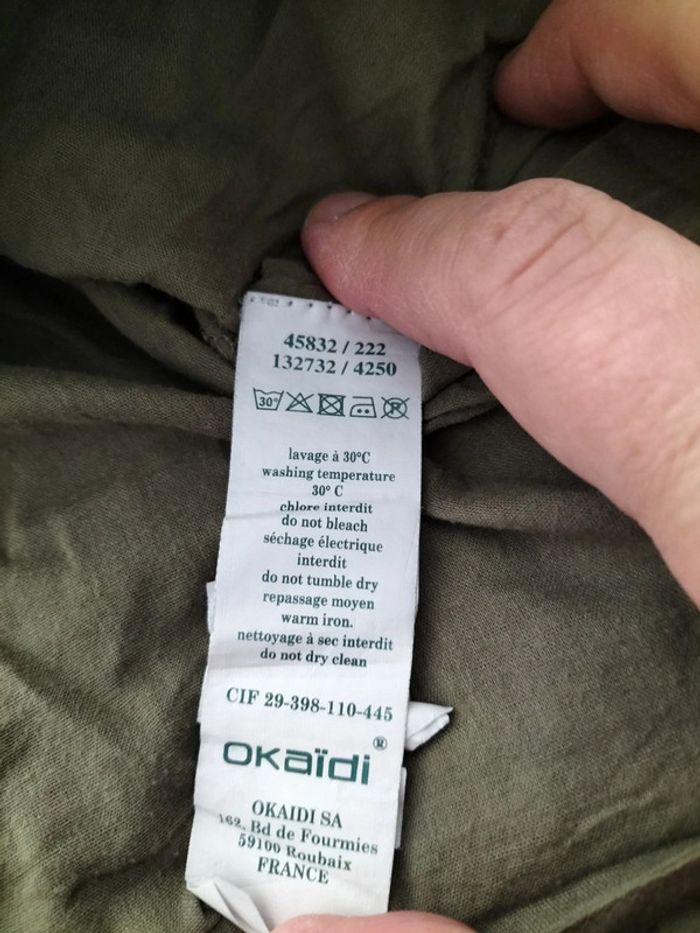 45832 / 222
132732 / 4250
30°
lavage à 30°C
washing temperature
30° C
chlore interdit
do not bleach
séchage électrique
interdit
do not tumble dry
repassage moyen
warm iron.
nettoyage à sec interdit
do not dry clean
CIF 29-398-110-445
OKaïdi ®
OKAIDI SA
162, Bd de Fourmies
59100 Roubaix
FRANCE